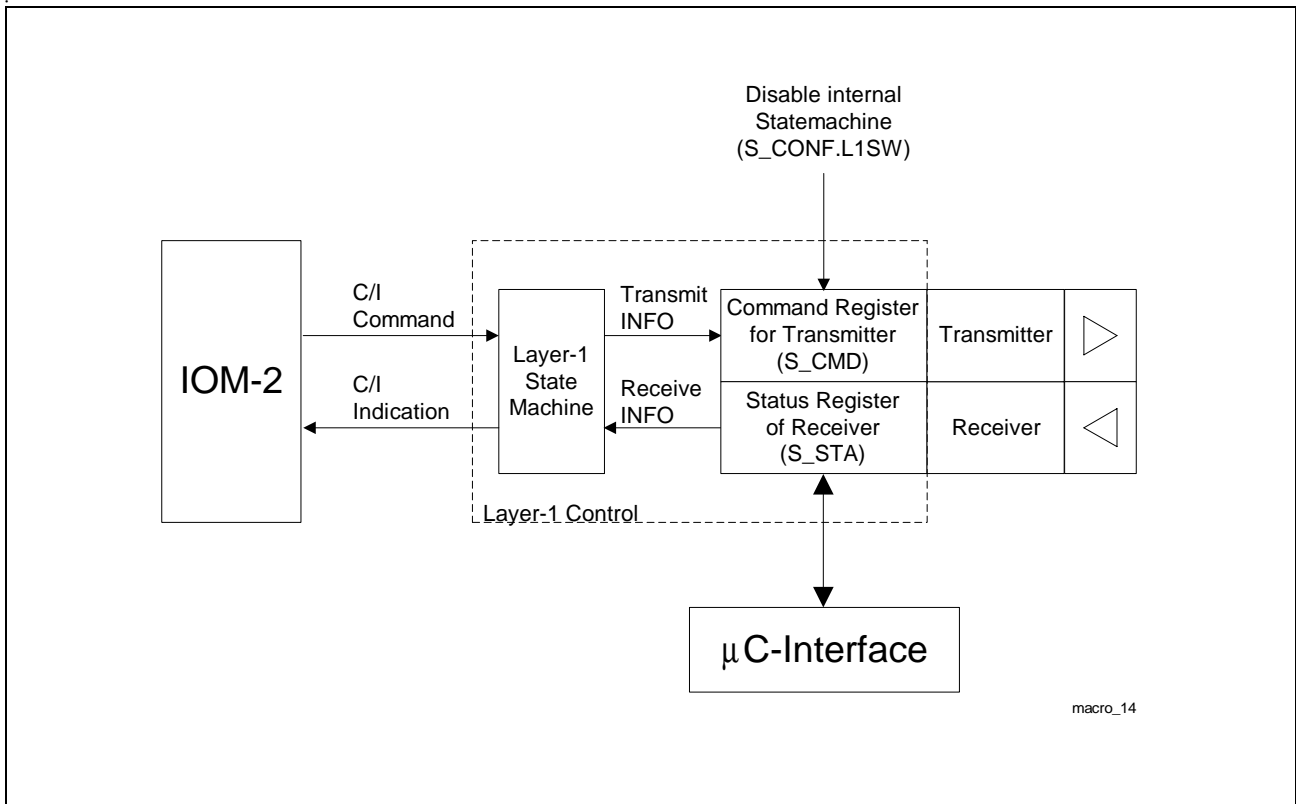 Disable internal
Statemachine
(S_CONF.L1SW)
IOM-2
C/I
Command
C/I
Indication
Layer-1
State
Machine
Transmit
INFO
Receive
INFO
Command Register
for Transmitter
(S_CMD)
Transmitter
Status Register
of Receiver
(S_STA)
Receiver
Layer-1 Control
µC-Interface
macro_14